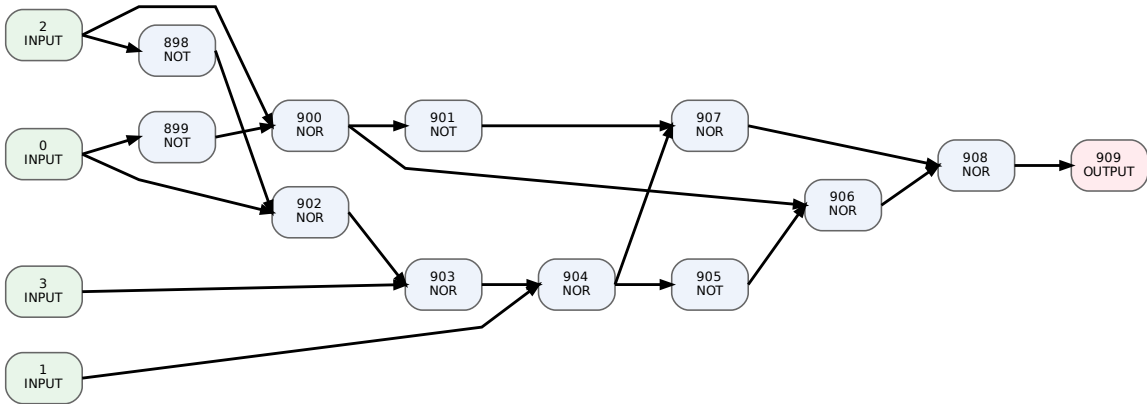 2
INPUT
898
NOT
0
INPUT
899
NOT
900
NOR
901
NOT
907
NOR
908
NOR
909
OUTPUT
902
NOR
906
NOR
3
INPUT
903
NOR
904
NOR
905
NOT
1
INPUT